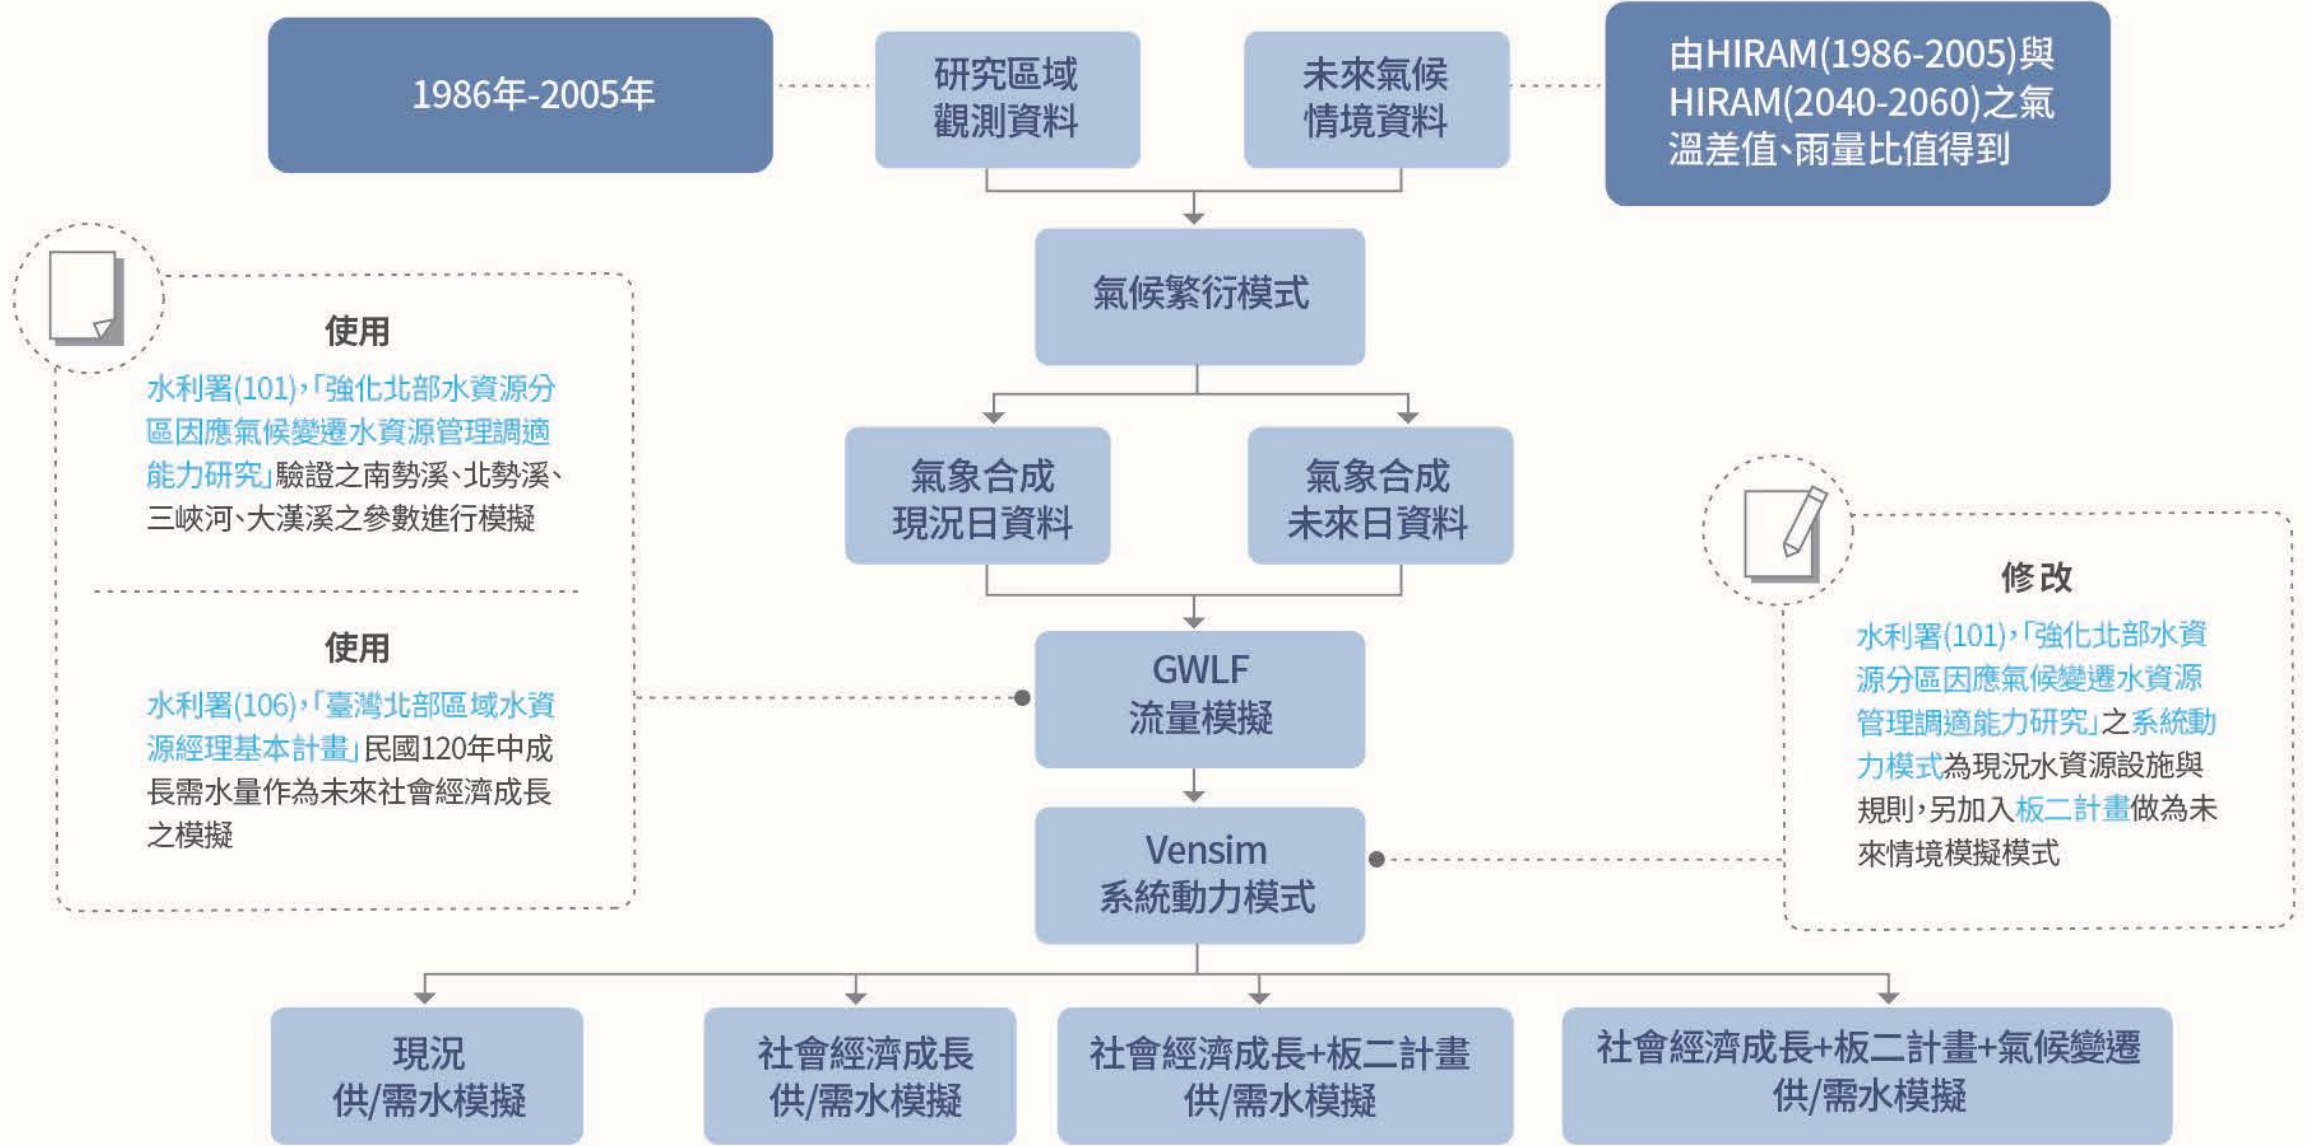 1986年-2005年
研究區域
觀測資料
未來氣候
情境資料
由HIRAM(1986-2005)與
HIRAM(2040-2060)之氣
溫差值、雨量比值得到
氣候繁衍模式
使用
水利署(101),「強化北部水資源分
區因應氣候變遷水資源管理調適
能力研究」驗證之南勢溪、北勢溪、
三峽河、大漢溪之參數進行模擬
使用
水利署(106),「臺灣北部區域水資
源經理基本計畫」民國120年中成
長需水量作為未來社會經濟成長
之模擬
氣象合成
現況日資料
氣象合成
未來日資料
GWLF
流量模擬
Vensim
系統動力模式
修改
水利署(101),「強化北部水資
源分區因應氣候變遷水資源
管理調適能力研究」之系統動
力模式為現況水資源設施與
規則,另加入板二計畫做為未
來情境模擬模式
現況
供/需水模擬
社會經濟成長
供/需水模擬
社會經濟成長+板二計畫
供/需水模擬
社會經濟成長+板二計畫+氣候變遷
供/需水模擬